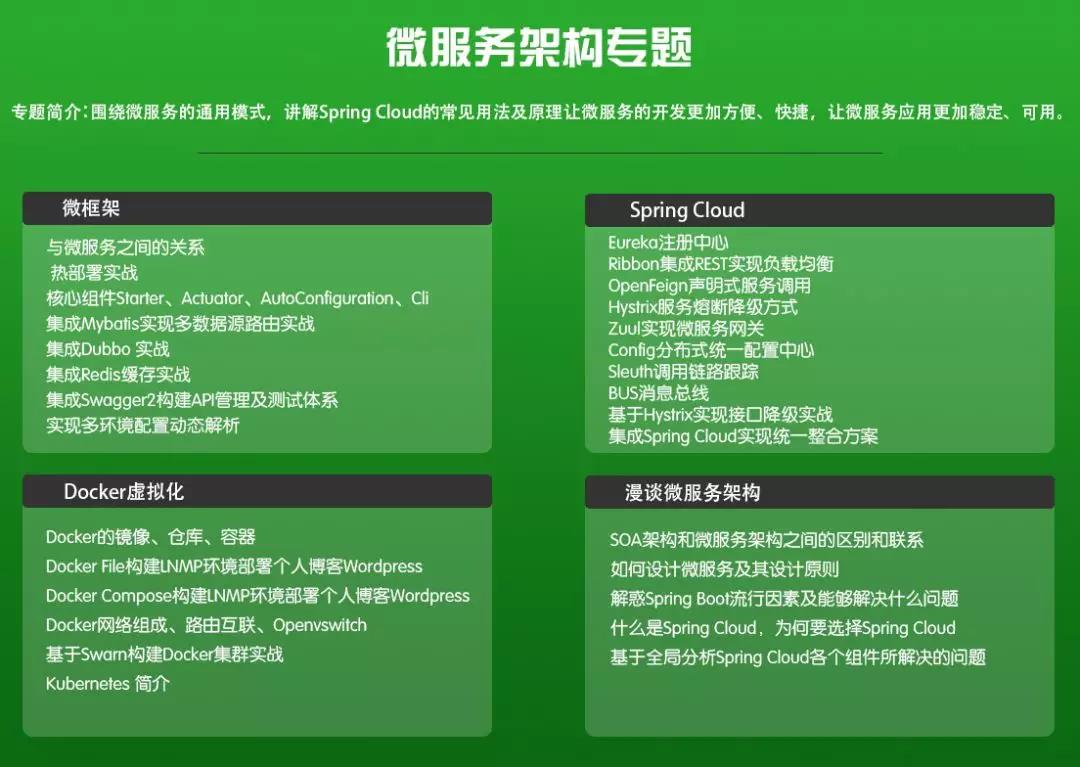 微服务架构专题
专题简介:围绕微服务的通用模式，讲解Spring Cloud的常见用法及原理让微服务的开发更加方便、快捷，让微服务应用更加稳定、可用。
微框架
与微服务之间的关系
热部署实战
核心组件Starter、Actuator、AutoConfiguration、Cli
集成Mybatis实现多数据源路由实战
集成Dubbo 实战
集成Redis缓存实战
集成Swagger2构建API管理及测试体系
实现多环境配置动态解析
Spring Cloud
Eureka注册中心
Ribbon集成REST实现负载均衡
OpenFeign声明式服务调用
Hystrix服务熔断降级方式
Zuul实现微服务网关
Config分布式统一配置中心
Sleuth调用链路跟踪
BUS消息总线
基于Hystrix实现接口降级实战
集成Spring Cloud实现统一整合方案
Docker虚拟化
Docker的镜像、仓库、容器
Docker File构建LNMP环境部署个人博客Wordpress
Docker Compose构建LNMP环境部署个人博客Wordpress
Docker网络组成、路由互联、Openvswitch
基于Swarn构建Docker集群实战
Kubernetes 简介
漫谈微服务架构
SOA架构和微服务架构之间的区别和联系
如何设计微服务及其设计原则
解惑Spring Boot流行因素及能够解决什么问题
什么是Spring Cloud，为何要选择Spring Cloud
基于全局分析Spring Cloud各个组件所解决的问题